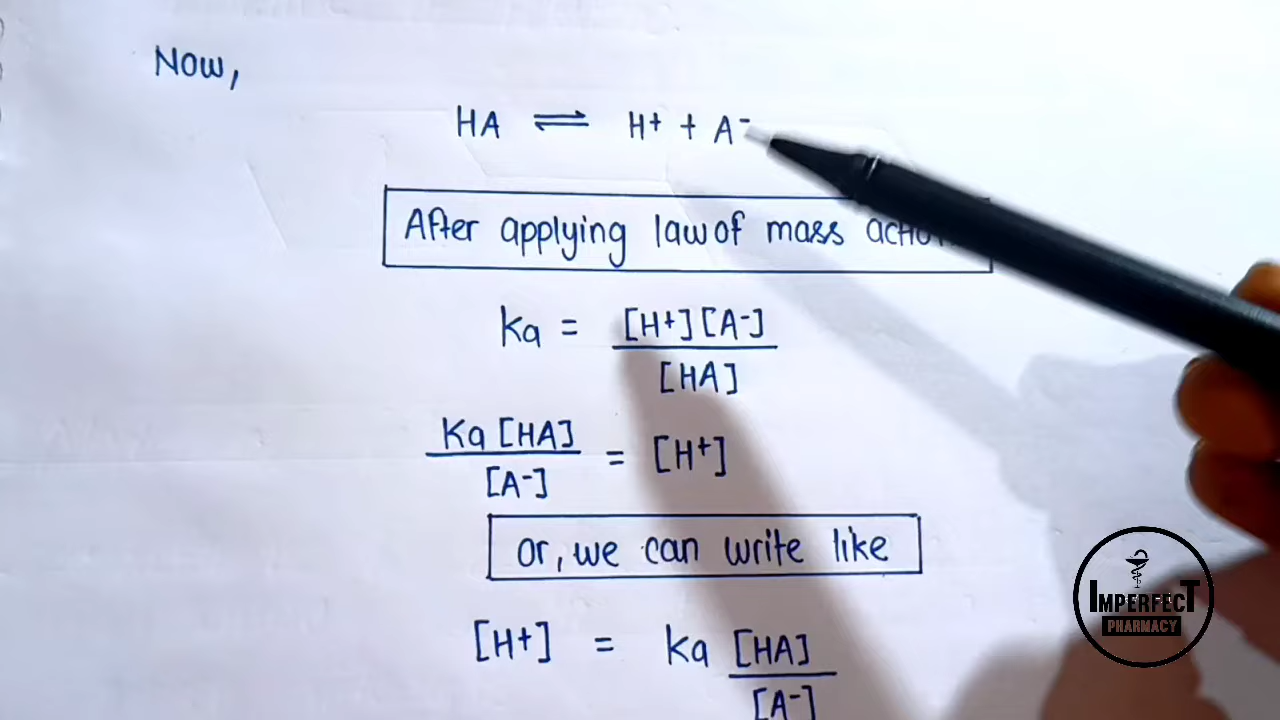 Now,
HA ⇌ H⁺ + A⁻
After applying law of mass
Ka = [H⁺][A⁻] / [HA]
Ka [HA] / [A⁻] = [H⁺]
Or, we can write like
[H⁺] = Ka [HA] / [A⁻]
IMPERFECT
PHARMACY